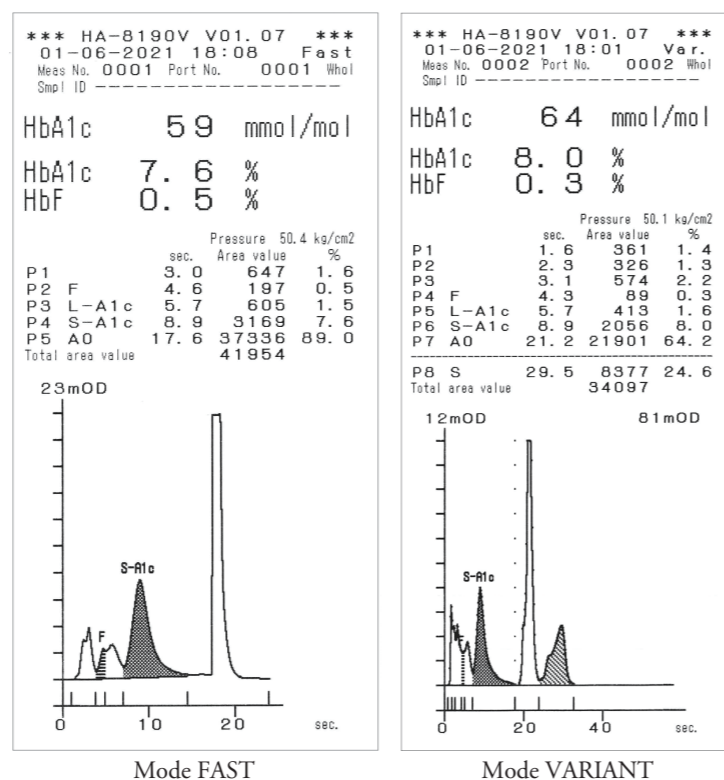 *** HA-8190V V01.07 ***
01-06-2021 18:08 Fast
Meas No. 0001 Port No. 0001 Whol
Smpl ID --------------------
HbA1c 59 mmol/mol
HbA1c 7.6 %
HbF 0.5 %
Pressure 50.4 kg/cm2
sec. Area value %
P1 3.0 647 1.6
P2 F 4.6 197 0.5
P3 L-A1c 5.7 605 1.5
P4 S-A1c 8.9 3169 7.6
P5 A0 17.6 37336 89.0
Total area value 41954
23mOD
S-A1c
F
0 10 20 sec.
Mode FAST
*** HA-8190V V01.07 ***
01-06-2021 18:01 Var.
Meas No. 0002 Port No. 0002 Whol
Smpl ID --------------------
HbA1c 64 mmol/mol
HbA1c 8.0 %
HbF 0.3 %
Pressure 50.1 kg/cm2
sec. Area value %
P1 1.6 361 1.4
P2 2.3 326 1.3
P3 3.1 574 2.2
P4 F 4.3 89 0.3
P5 L-A1c 5.7 413 1.6
P6 S-A1c 8.9 2056 8.0
P7 A0 21.2 21901 64.2
P8 S 29.5 8377 24.6
Total area value 34097
12mOD 81mOD
S-A1c
F
0 20 40 sec.
Mode VARIANT